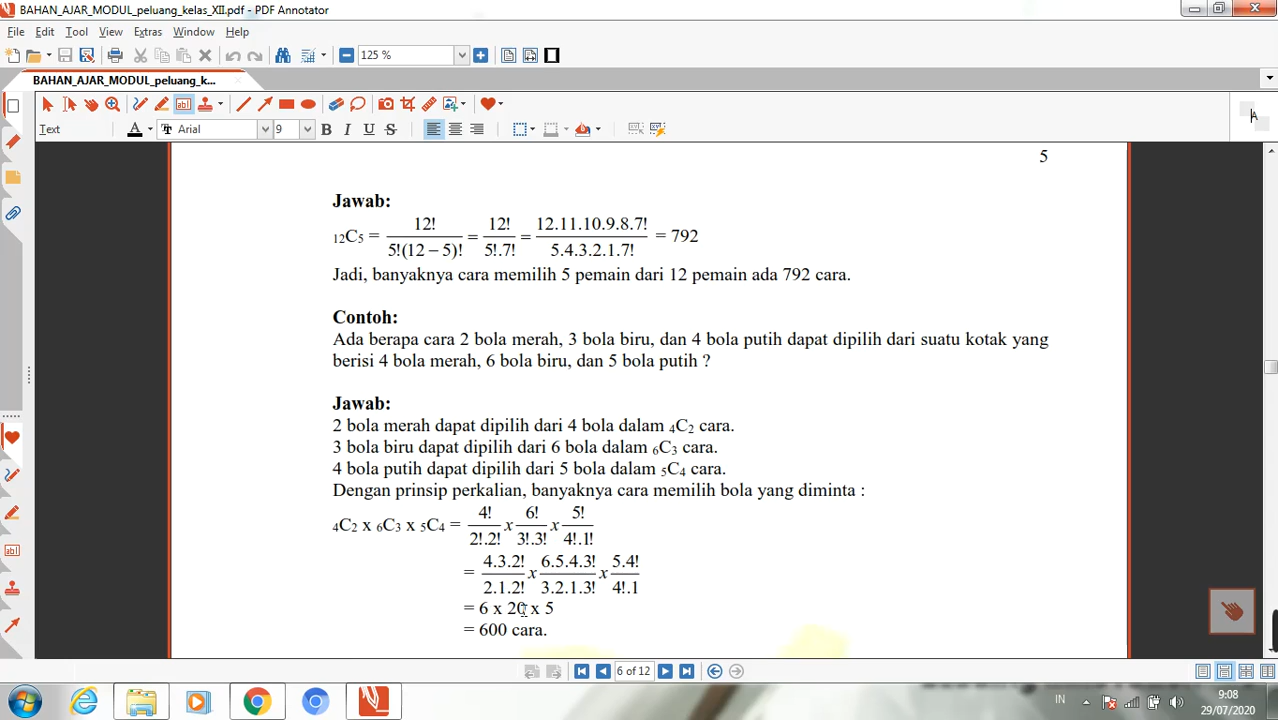 BAHAN_AJAR_MODUL_peluang_kelas_XII.pdf - PDF Annotator
File Edit Tool View Extras Window Help
125 %
BAHAN_AJAR_MODUL_peluang_k...
Text A Arial 9 B I U S
A
5
Jawab:
₁₂C₅ = 12!/5!(12 − 5)! = 12!/5!.7! = 12.11.10.9.8.7!/5.4.3.2.1.7! = 792
Jadi, banyaknya cara memilih 5 pemain dari 12 pemain ada 792 cara.
Contoh:
Ada berapa cara 2 bola merah, 3 bola biru, dan 4 bola putih dapat dipilih dari suatu kotak yang
berisi 4 bola merah, 6 bola biru, dan 5 bola putih ?
Jawab:
2 bola merah dapat dipilih dari 4 bola dalam ₄C₂ cara.
3 bola biru dapat dipilih dari 6 bola dalam ₆C₃ cara.
4 bola putih dapat dipilih dari 5 bola dalam ₅C₄ cara.
Dengan prinsip perkalian, banyaknya cara memilih bola yang diminta :
₄C₂ x ₆C₃ x ₅C₄ = 4!/2!.2! x 6!/3!.3! x 5!/4!.1!
= 4.3.2!/2.1.2! x 6.5.4.3!/3.2.1.3! x 5.4!/4!.1
= 6 x 20 x 5
= 600 cara.
6 of 12
IN
9:08
29/07/2020